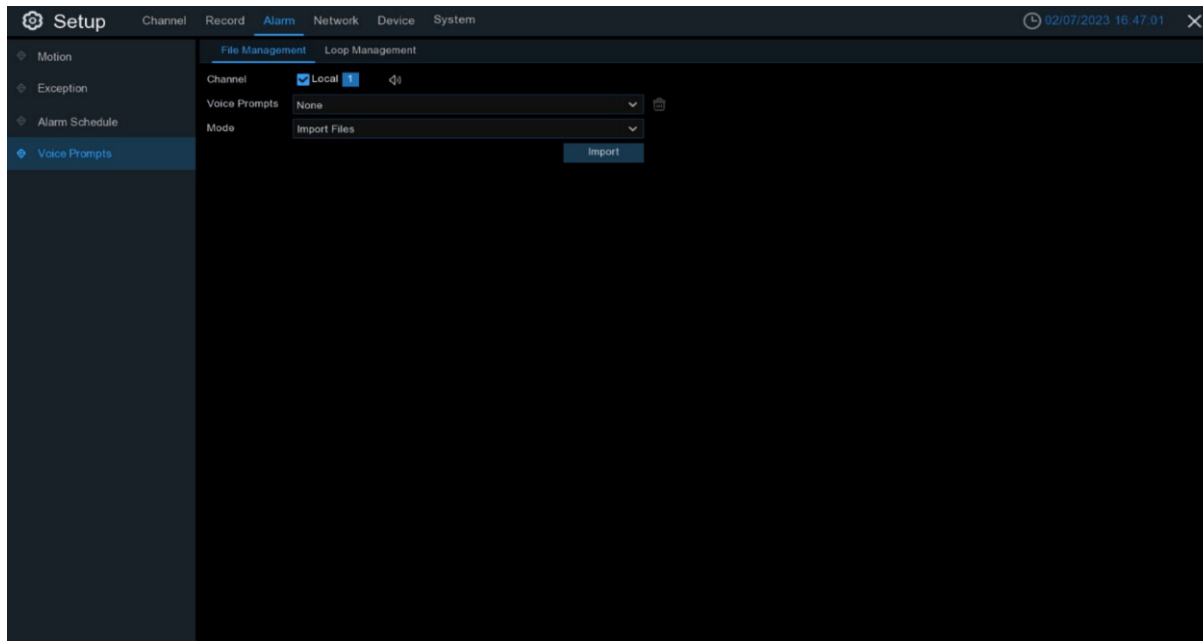 Setup Channel Record Alarm Network Device System 02/07/2023 16:47:01
Motion
Exception
Alarm Schedule
Voice Prompts
File Management Loop Management
Channel Local 1
Voice Prompts None
Mode Import Files
Import